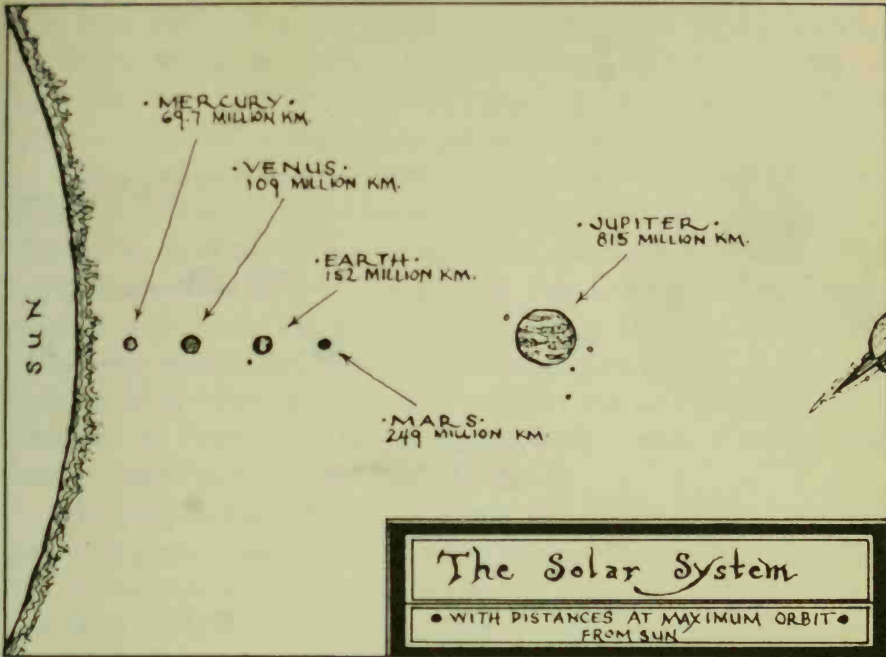 · MERCURY ·
69.7 MILLION KM.
· VENUS ·
109 MILLION KM.
· EARTH ·
152 MILLION KM.
· JUPITER ·
815 MILLION KM.
SUN
· MARS ·
249 MILLION KM.
The Solar System
• WITH DISTANCES AT MAXIMUM ORBIT •
FROM SUN